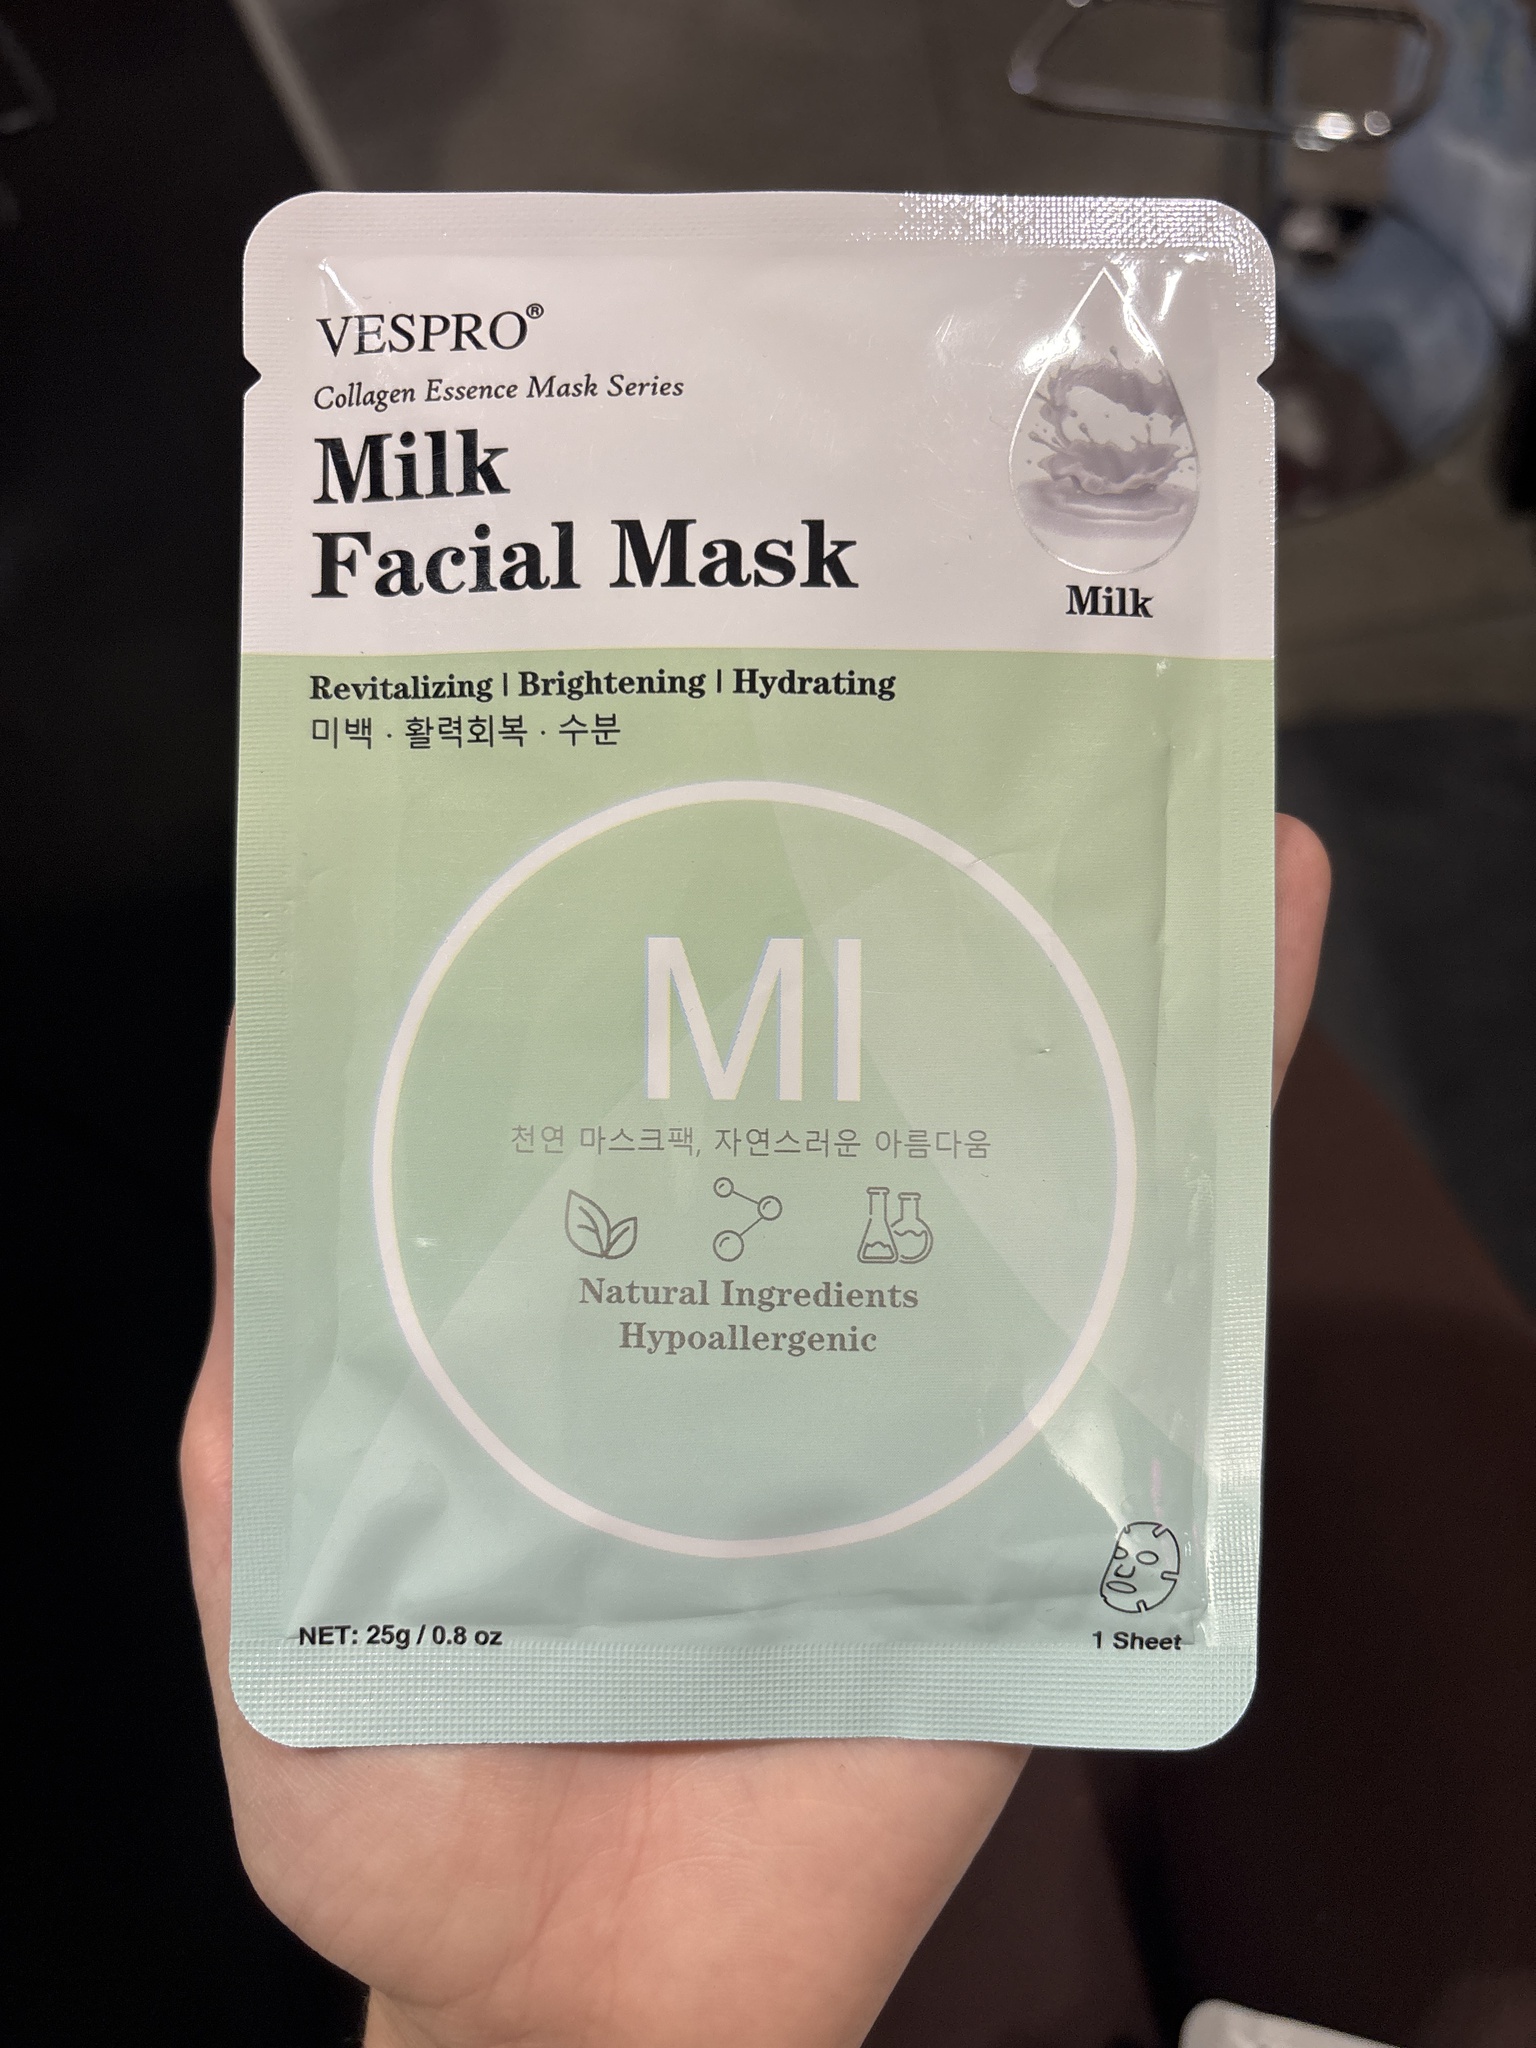 VESPRO®
Collagen Essence Mask Series
Milk
Facial Mask
Milk
Revitalizing | Brightening | Hydrating
미백 · 활력회복 · 수분
MI
천연 마스크팩, 자연스러운 아름다움
Natural Ingredients
Hypoallergenic
NET: 25g / 0.8 oz
1 Sheet